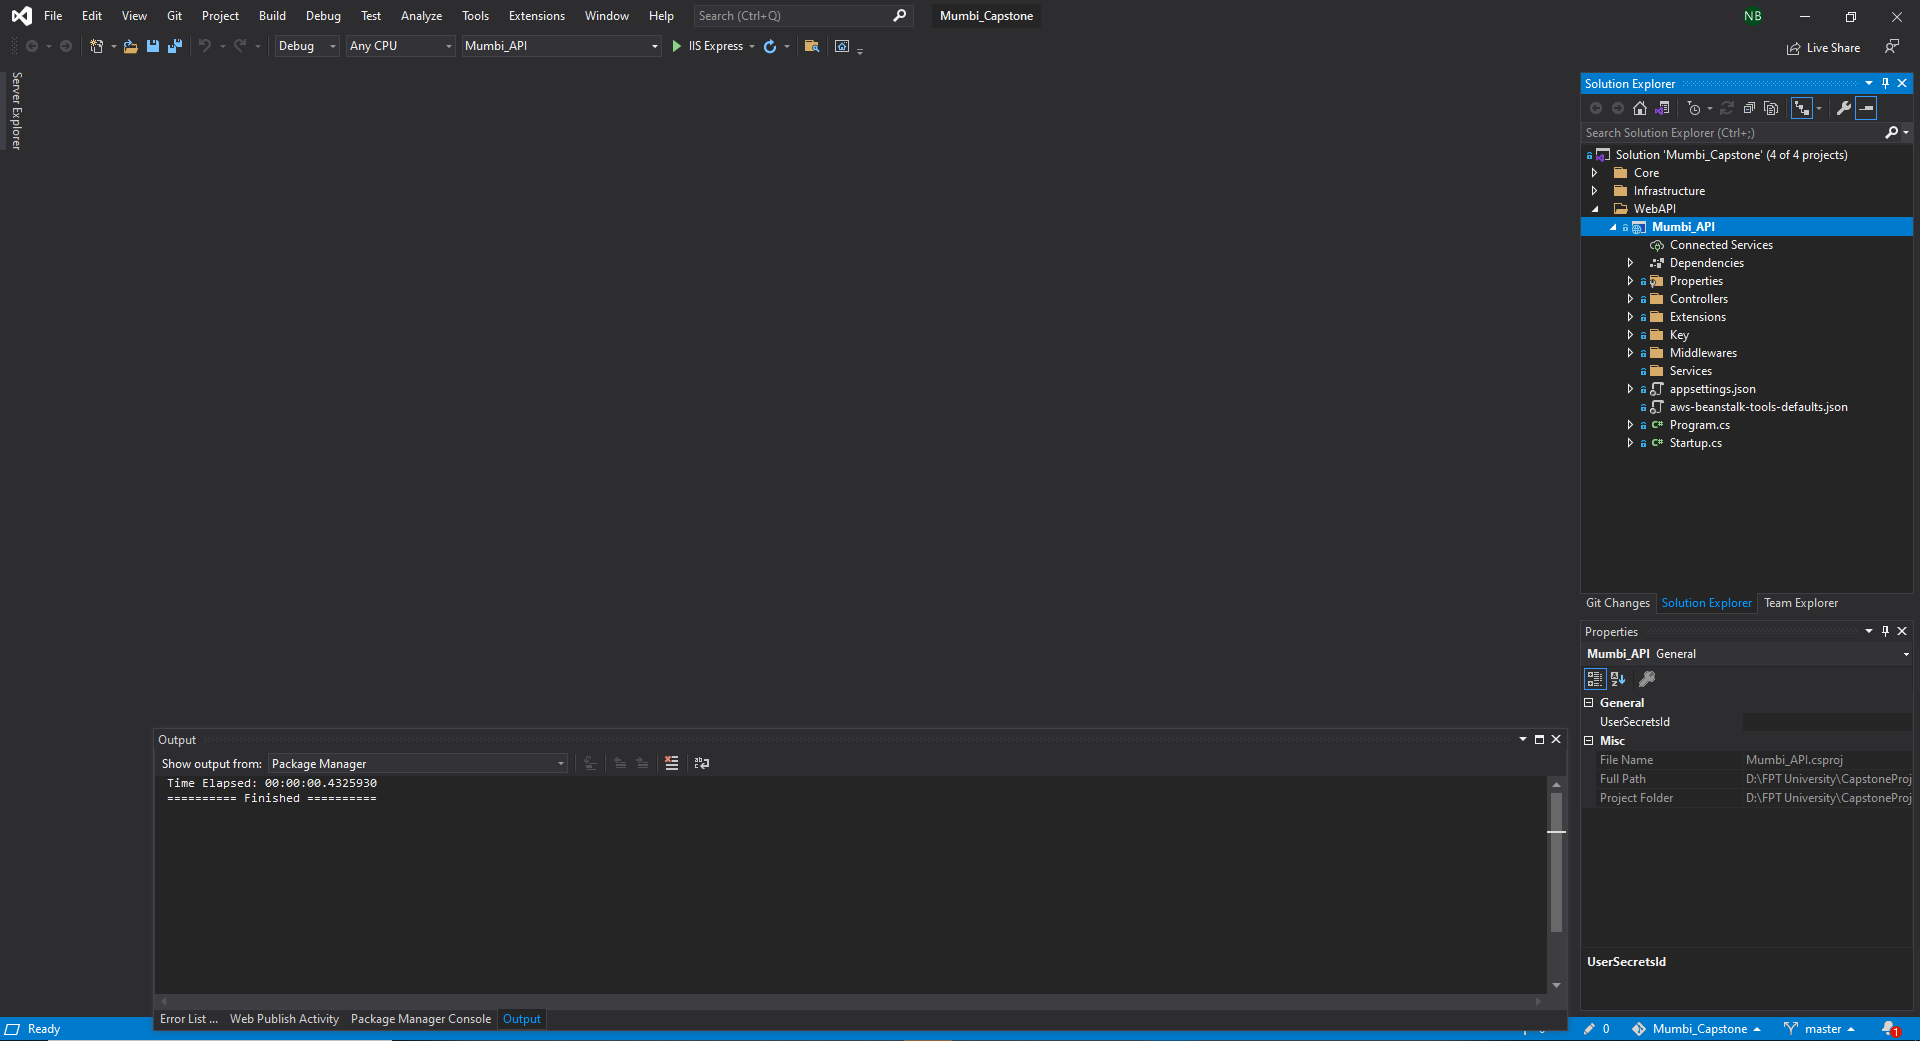 File Edit View Git Project Build Debug Test Analyze Tools Extensions Window Help Search (Ctrl+Q) Mumbi_Capstone NB
Debug Any CPU Mumbi_API IIS Express Live Share
Server Explorer
Solution Explorer
Search Solution Explorer (Ctrl+;)
Solution 'Mumbi_Capstone' (4 of 4 projects)
Core
Infrastructure
WebAPI
Mumbi_API
Connected Services
Dependencies
Properties
Controllers
Extensions
Key
Middlewares
Services
appsettings.json
aws-beanstalk-tools-defaults.json
C# Program.cs
C# Startup.cs
Git Changes Solution Explorer Team Explorer
Properties
Mumbi_API General
General
UserSecretsId
Misc
File Name Mumbi_API.csproj
Full Path D:\FPT University\CapstoneProj
Project Folder D:\FPT University\CapstoneProj
UserSecretsId
Output
Show output from: Package Manager
Time Elapsed: 00:00:00.4325930
========== Finished ==========
Error List ... Web Publish Activity Package Manager Console Output
Ready 0 Mumbi_Capstone master 1